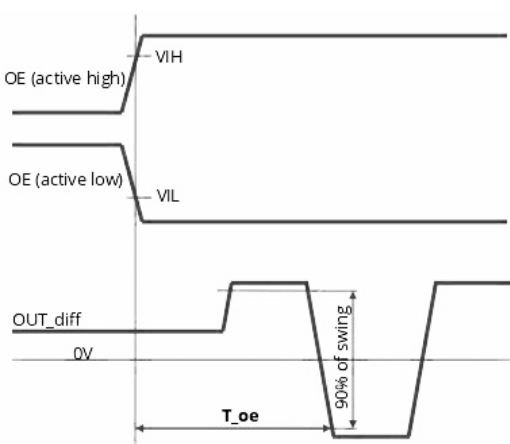 VIH
OE (active high)
OE (active low)
VIL
OUT_diff
0V
90% of swing
T_oe